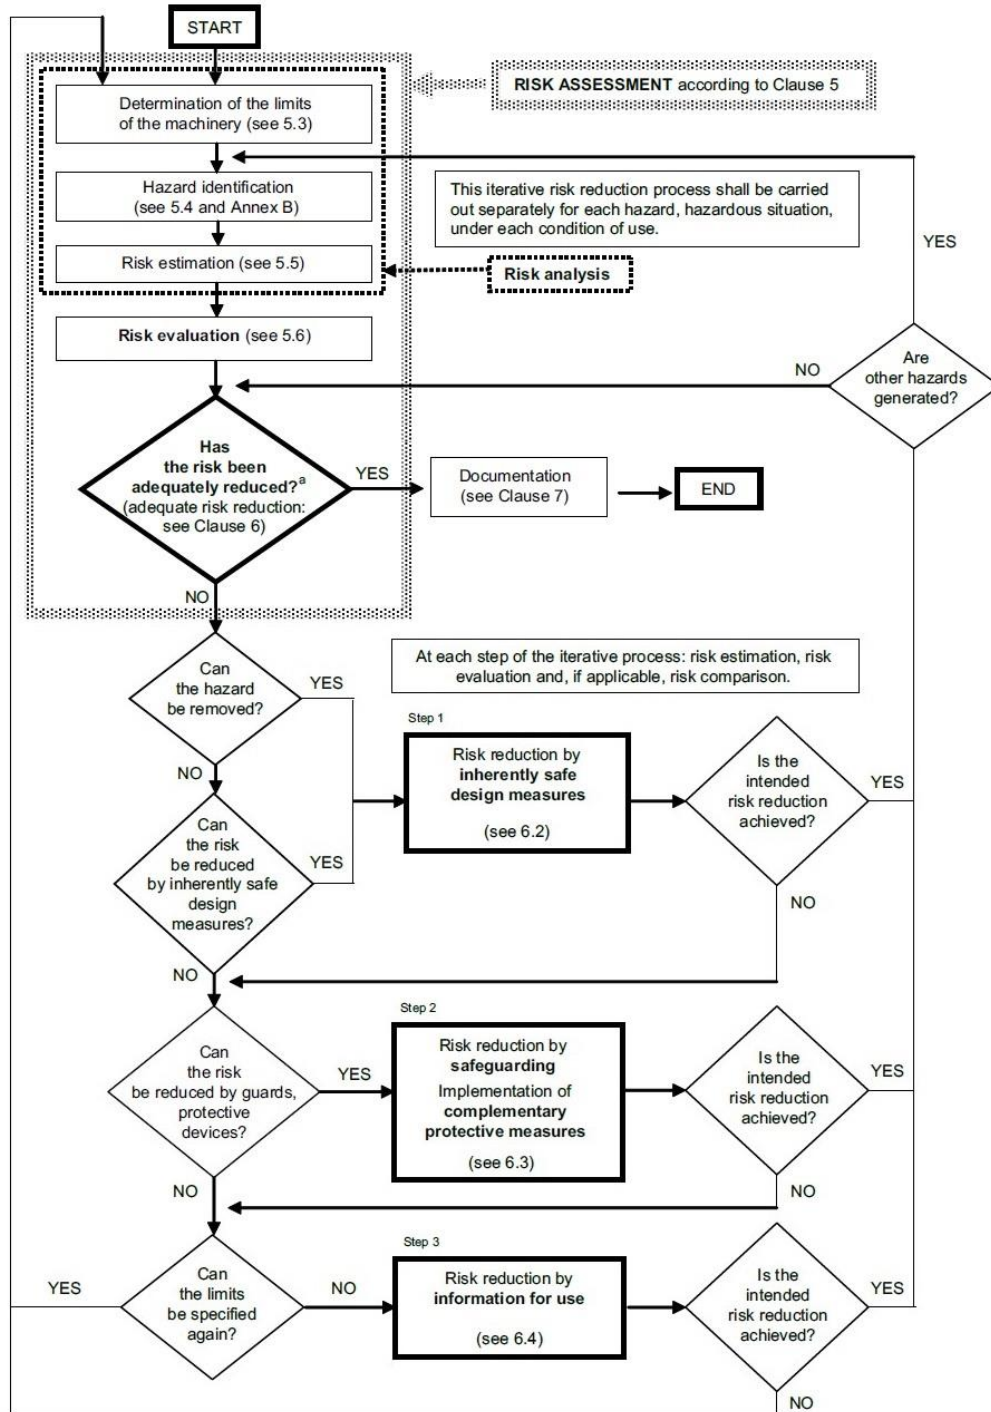 START
RISK ASSESSMENT according to Clause 5
Determination of the limits
of the machinery (see 5.3)
Hazard identification
(see 5.4 and Annex B)
This iterative risk reduction process shall be carried
out separately for each hazard, hazardous situation,
under each condition of use.
YES
Risk estimation (see 5.5)
Risk analysis
Risk evaluation (see 5.6)
NO
Are
other hazards
generated?
Has
the risk been
adequately reduced?ᵃ
(adequate risk reduction:
see Clause 6)
YES
Documentation
(see Clause 7)
END
NO
At each step of the iterative process: risk estimation, risk
evaluation and, if applicable, risk comparison.
Can
the hazard
be removed?
YES
NO
Step 1
Risk reduction by
inherently safe
design measures
(see 6.2)
Is the
intended
risk reduction
achieved?
YES
NO
Can
the risk
be reduced
by inherently safe
design
measures?
YES
NO
Step 2
Can
the risk
be reduced by guards,
protective
devices?
YES
Risk reduction by
safeguarding
Implementation of
complementary
protective measures
(see 6.3)
Is the
intended
risk reduction
achieved?
YES
NO
NO
Step 3
YES
Can
the limits
be specified
again?
NO
Risk reduction by
information for use
(see 6.4)
Is the
intended
risk reduction
achieved?
YES
NO